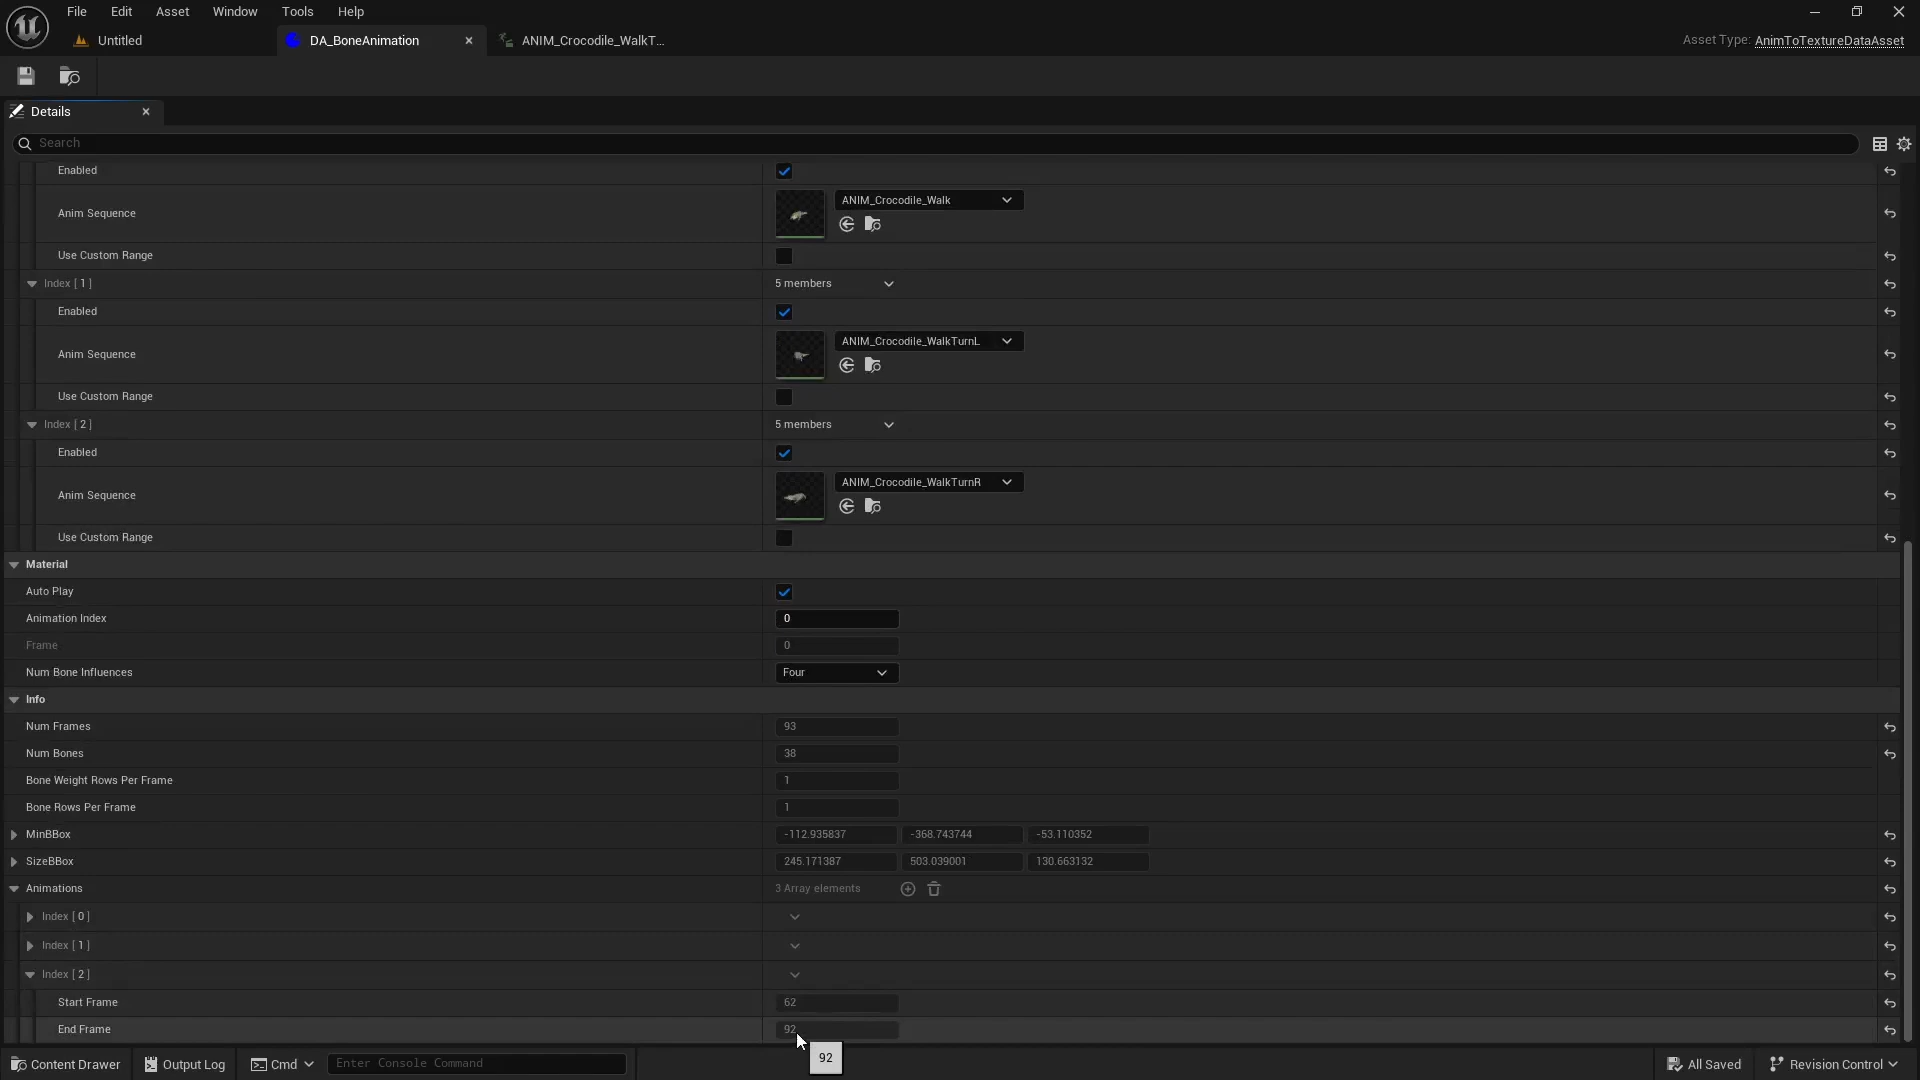 File Edit Asset Window Tools Help
Untitled DA_BoneAnimation ANIM_Crocodile_WalkT... Asset Type: AnimToTextureDataAsset
Details
Search
Enabled
Anim Sequence ANIM_Crocodile_Walk
Use Custom Range
Index [ 1 ] 5 members
Enabled
Anim Sequence ANIM_Crocodile_WalkTurnL
Use Custom Range
Index [ 2 ] 5 members
Enabled
Anim Sequence ANIM_Crocodile_WalkTurnR
Use Custom Range
Material
Auto Play
Animation Index 0
Frame 0
Num Bone Influences Four
Info
Num Frames 93
Num Bones 38
Bone Weight Rows Per Frame 1
Bone Rows Per Frame 1
MinBBox -112.935837 -368.743744 -53.110352
SizeBBox 245.171387 503.039001 130.663132
Animations 3 Array elements
Index [ 0 ]
Index [ 1 ]
Index [ 2 ]
Start Frame 62
End Frame 92
92
Content Drawer Output Log Cmd Enter Console Command All Saved Revision Control